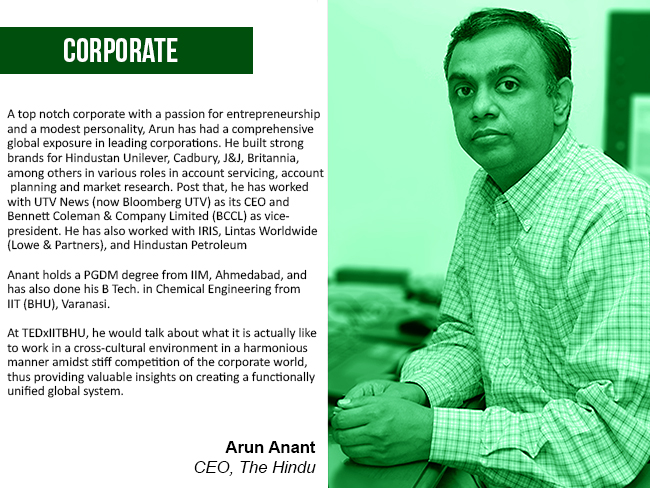 CORPORATE
A top notch corporate with a passion for entrepreneurship
and a modest personality, Arun has had a comprehensive
global exposure in leading corporations. He built strong
brands for Hindustan Unilever, Cadbury, J&J, Britannia,
among others in various roles in account servicing, account
planning and market research. Post that, he has worked
with UTV News (now Bloomberg UTV) as its CEO and
Bennett Coleman & Company Limited (BCCL) as vice-
president. He has also worked with IRIS, Lintas Worldwide
(Lowe & Partners), and Hindustan Petroleum
Anant holds a PGDM degree from IIM, Ahmedabad, and
has also done his B Tech. in Chemical Engineering from
IIT (BHU), Varanasi.
At TEDxIITBHU, he would talk about what it is actually like
to work in a cross-cultural environment in a harmonious
manner amidst stiff competition of the corporate world,
thus providing valuable insights on creating a functionally
unified global system.
Arun Anant
CEO, The Hindu